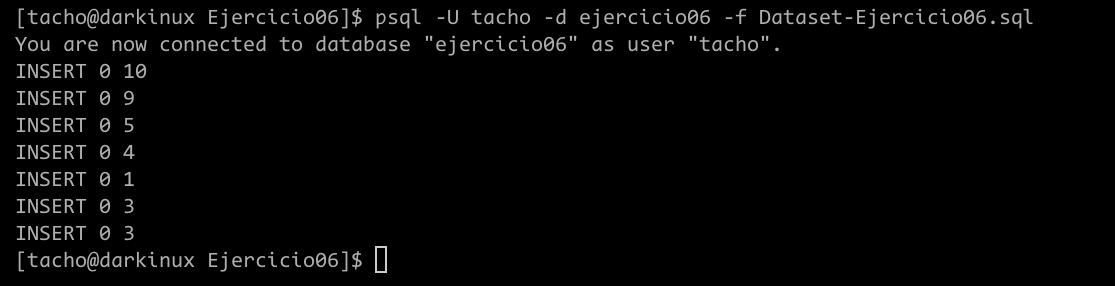 [tacho@darkinux Ejercicio06]$ psql -U tacho -d ejercicio06 -f Dataset-Ejercicio06.sql
You are now connected to database "ejercicio06" as user "tacho".
INSERT 0 10
INSERT 0 9
INSERT 0 5
INSERT 0 4
INSERT 0 1
INSERT 0 3
INSERT 0 3
[tacho@darkinux Ejercicio06]$